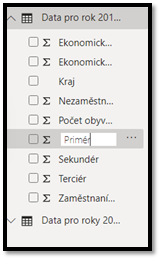 Data pro rok 201...
Ekonomick...
Ekonomick...
Kraj
Nezaměstn...
Počet obyv...
Primér
Sekundér
Terciér
Zaměstnaní...
Data pro roky 20...